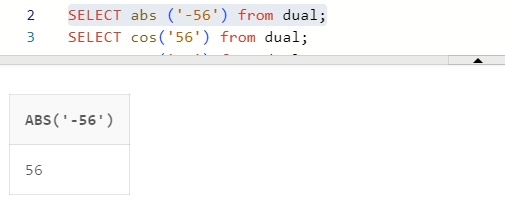 2 SELECT abs ('-56') from dual;
3 SELECT cos('56') from dual;
ABS('-56')
56